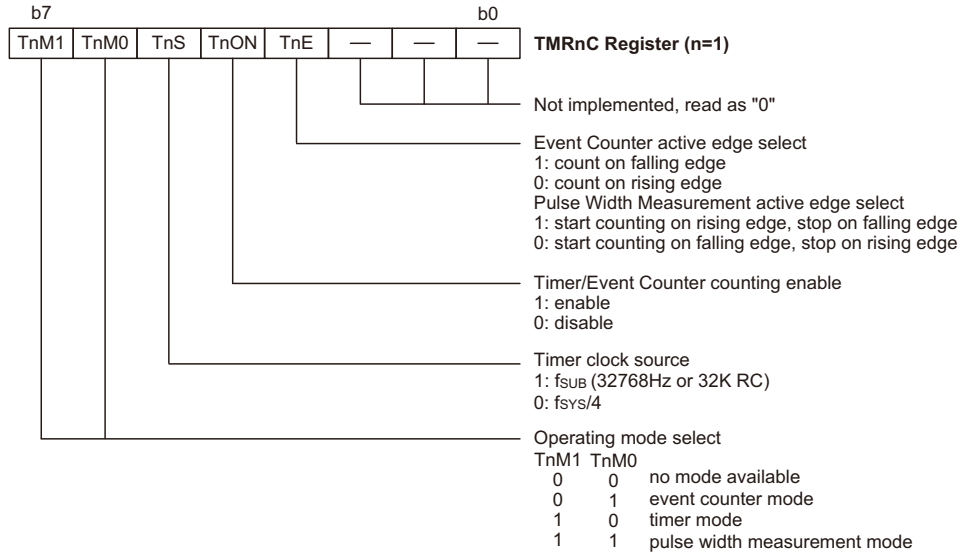 b7 b0
TnM1 TnM0 TnS TnON TnE — — — TMRnC Register (n=1)
Not implemented, read as "0"
Event Counter active edge select
1: count on falling edge
0: count on rising edge
Pulse Width Measurement active edge select
1: start counting on rising edge, stop on falling edge
0: start counting on falling edge, stop on rising edge
Timer/Event Counter counting enable
1: enable
0: disable
Timer clock source
1: fSUB (32768Hz or 32K RC)
0: fSYS/4
Operating mode select
TnM1 TnM0
0 0 no mode available
0 1 event counter mode
1 0 timer mode
1 1 pulse width measurement mode